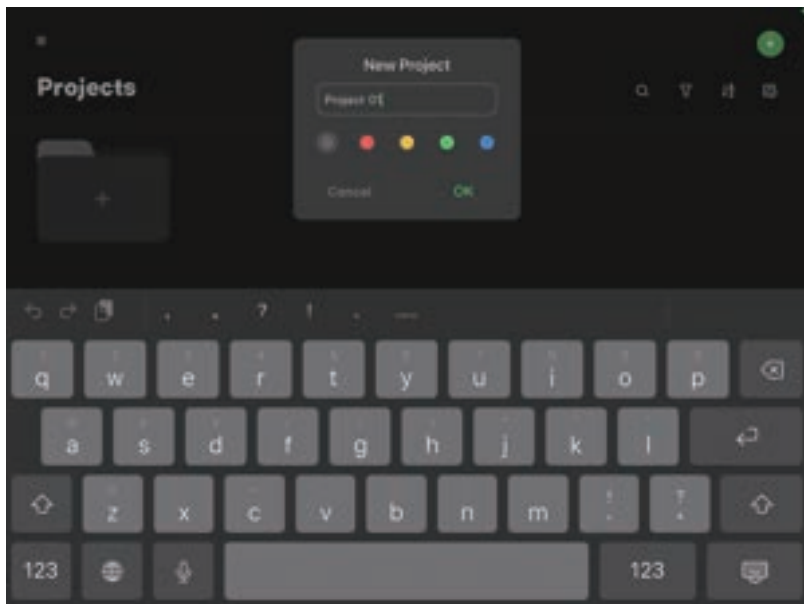 New Project
Projects
Project 01
Cancel
OK
, . ? !
q w e r t y u i o p
a s d f g h j k l
z x c v b n m ! ?
123 123